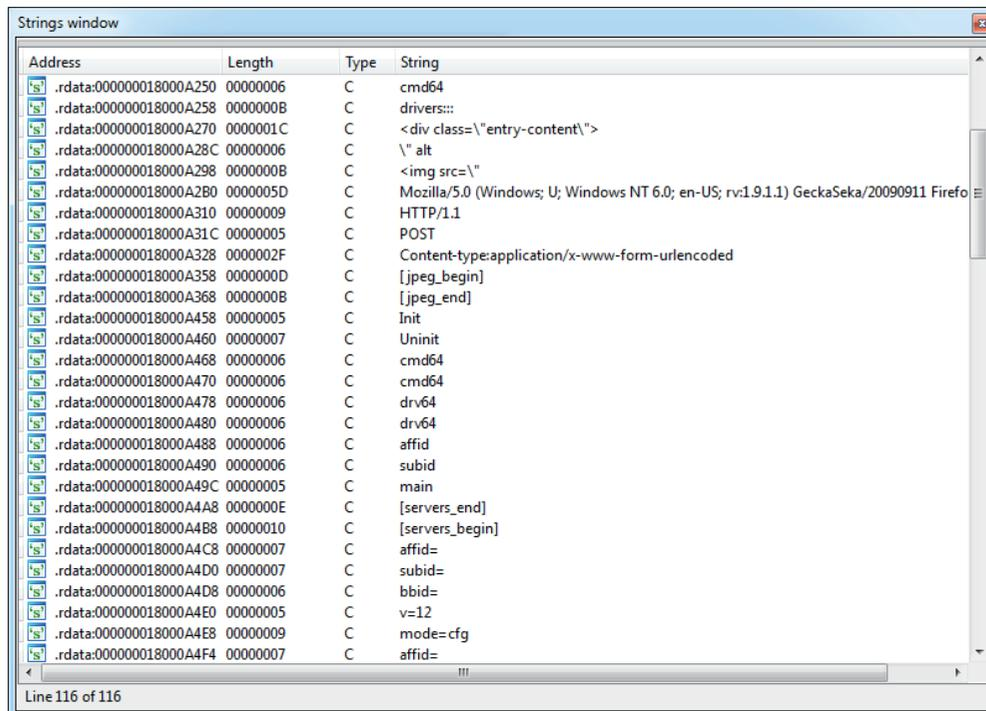 Strings window
Address Length Type String
's' .rdata:000000018000A250 00000006 C cmd64
's' .rdata:000000018000A258 0000000B C drivers:::
's' .rdata:000000018000A270 0000001C C <div class=\"entry-content\">
's' .rdata:000000018000A28C 00000006 C \" alt
's' .rdata:000000018000A298 0000000B C <img src=\"
's' .rdata:000000018000A2B0 0000005D C Mozilla/5.0 (Windows; U; Windows NT 6.0; en-US; rv:1.9.1.1) GeckaSeka/20090911 Firefo
's' .rdata:000000018000A310 00000009 C HTTP/1.1
's' .rdata:000000018000A31C 00000005 C POST
's' .rdata:000000018000A328 0000002F C Content-type:application/x-www-form-urlencoded
's' .rdata:000000018000A358 0000000D C [jpeg_begin]
's' .rdata:000000018000A368 0000000B C [jpeg_end]
's' .rdata:000000018000A458 00000005 C Init
's' .rdata:000000018000A460 00000007 C Uninit
's' .rdata:000000018000A468 00000006 C cmd64
's' .rdata:000000018000A470 00000006 C cmd64
's' .rdata:000000018000A478 00000006 C drv64
's' .rdata:000000018000A480 00000006 C drv64
's' .rdata:000000018000A488 00000006 C affid
's' .rdata:000000018000A490 00000006 C subid
's' .rdata:000000018000A49C 00000005 C main
's' .rdata:000000018000A4A8 0000000E C [servers_end]
's' .rdata:000000018000A4B8 00000010 C [servers_begin]
's' .rdata:000000018000A4C8 00000007 C affid=
's' .rdata:000000018000A4D0 00000007 C subid=
's' .rdata:000000018000A4D8 00000006 C bbid=
's' .rdata:000000018000A4E0 00000005 C v=12
's' .rdata:000000018000A4E8 00000009 C mode=cfg
's' .rdata:000000018000A4F4 00000007 C affid=
Line 116 of 116